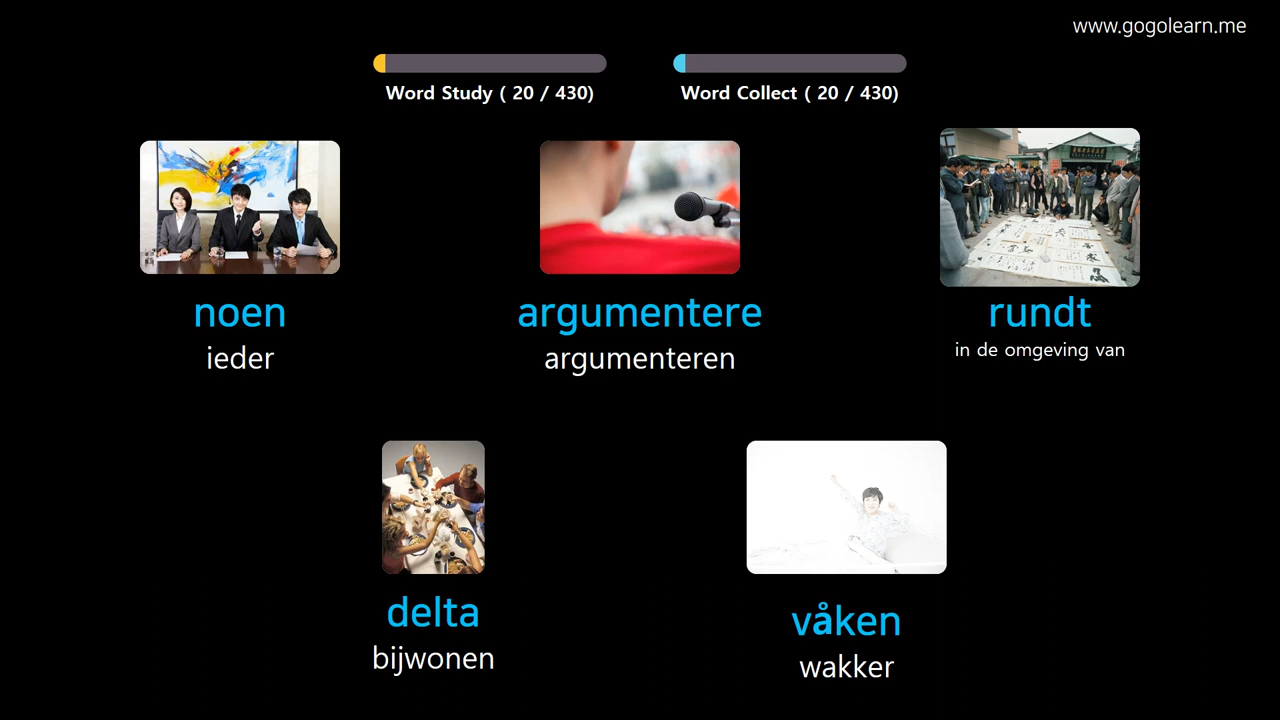 www.gogolearn.me
Word Study ( 20 / 430)
Word Collect ( 20 / 430)
noen
ieder
argumentere
argumenteren
rundt
in de omgeving van
delta
bijwonen
våken
wakker